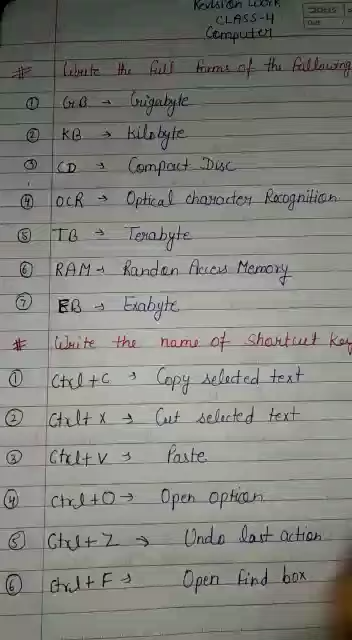 Revision Work
CLASS-4
Computer
# Write the full forms of the following
① GB → Gigabyte
② KB → Kilobyte
③ CD → Compact Disc
④ OCR → Optical character Recognition
⑤ TB → Terabyte
⑥ RAM → Randon Access Memory
⑦ EB → Exabyte
# Write the name of Shortcut Key
① Ctrl+C → Copy selected text
② Ctrl+X → Cut selected text
③ Ctrl+V → Paste
④ Ctrl+O → Open option
⑤ Ctrl+Z → Undo last action
⑥ Ctrl+F → Open find box